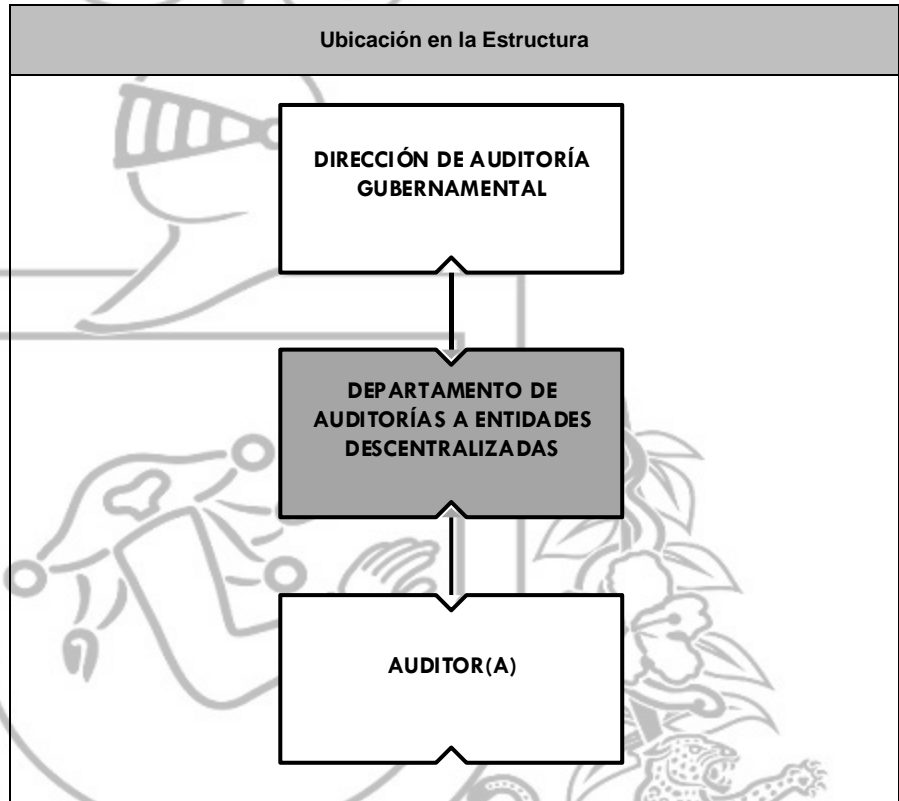 Ubicación en la Estructura
DIRECCIÓN DE AUDITORÍA
GUBERNAMENTAL
DEPARTAMENTO DE
AUDITORÍAS A ENTIDADES
DESCENTRALIZADAS
AUDITOR(A)